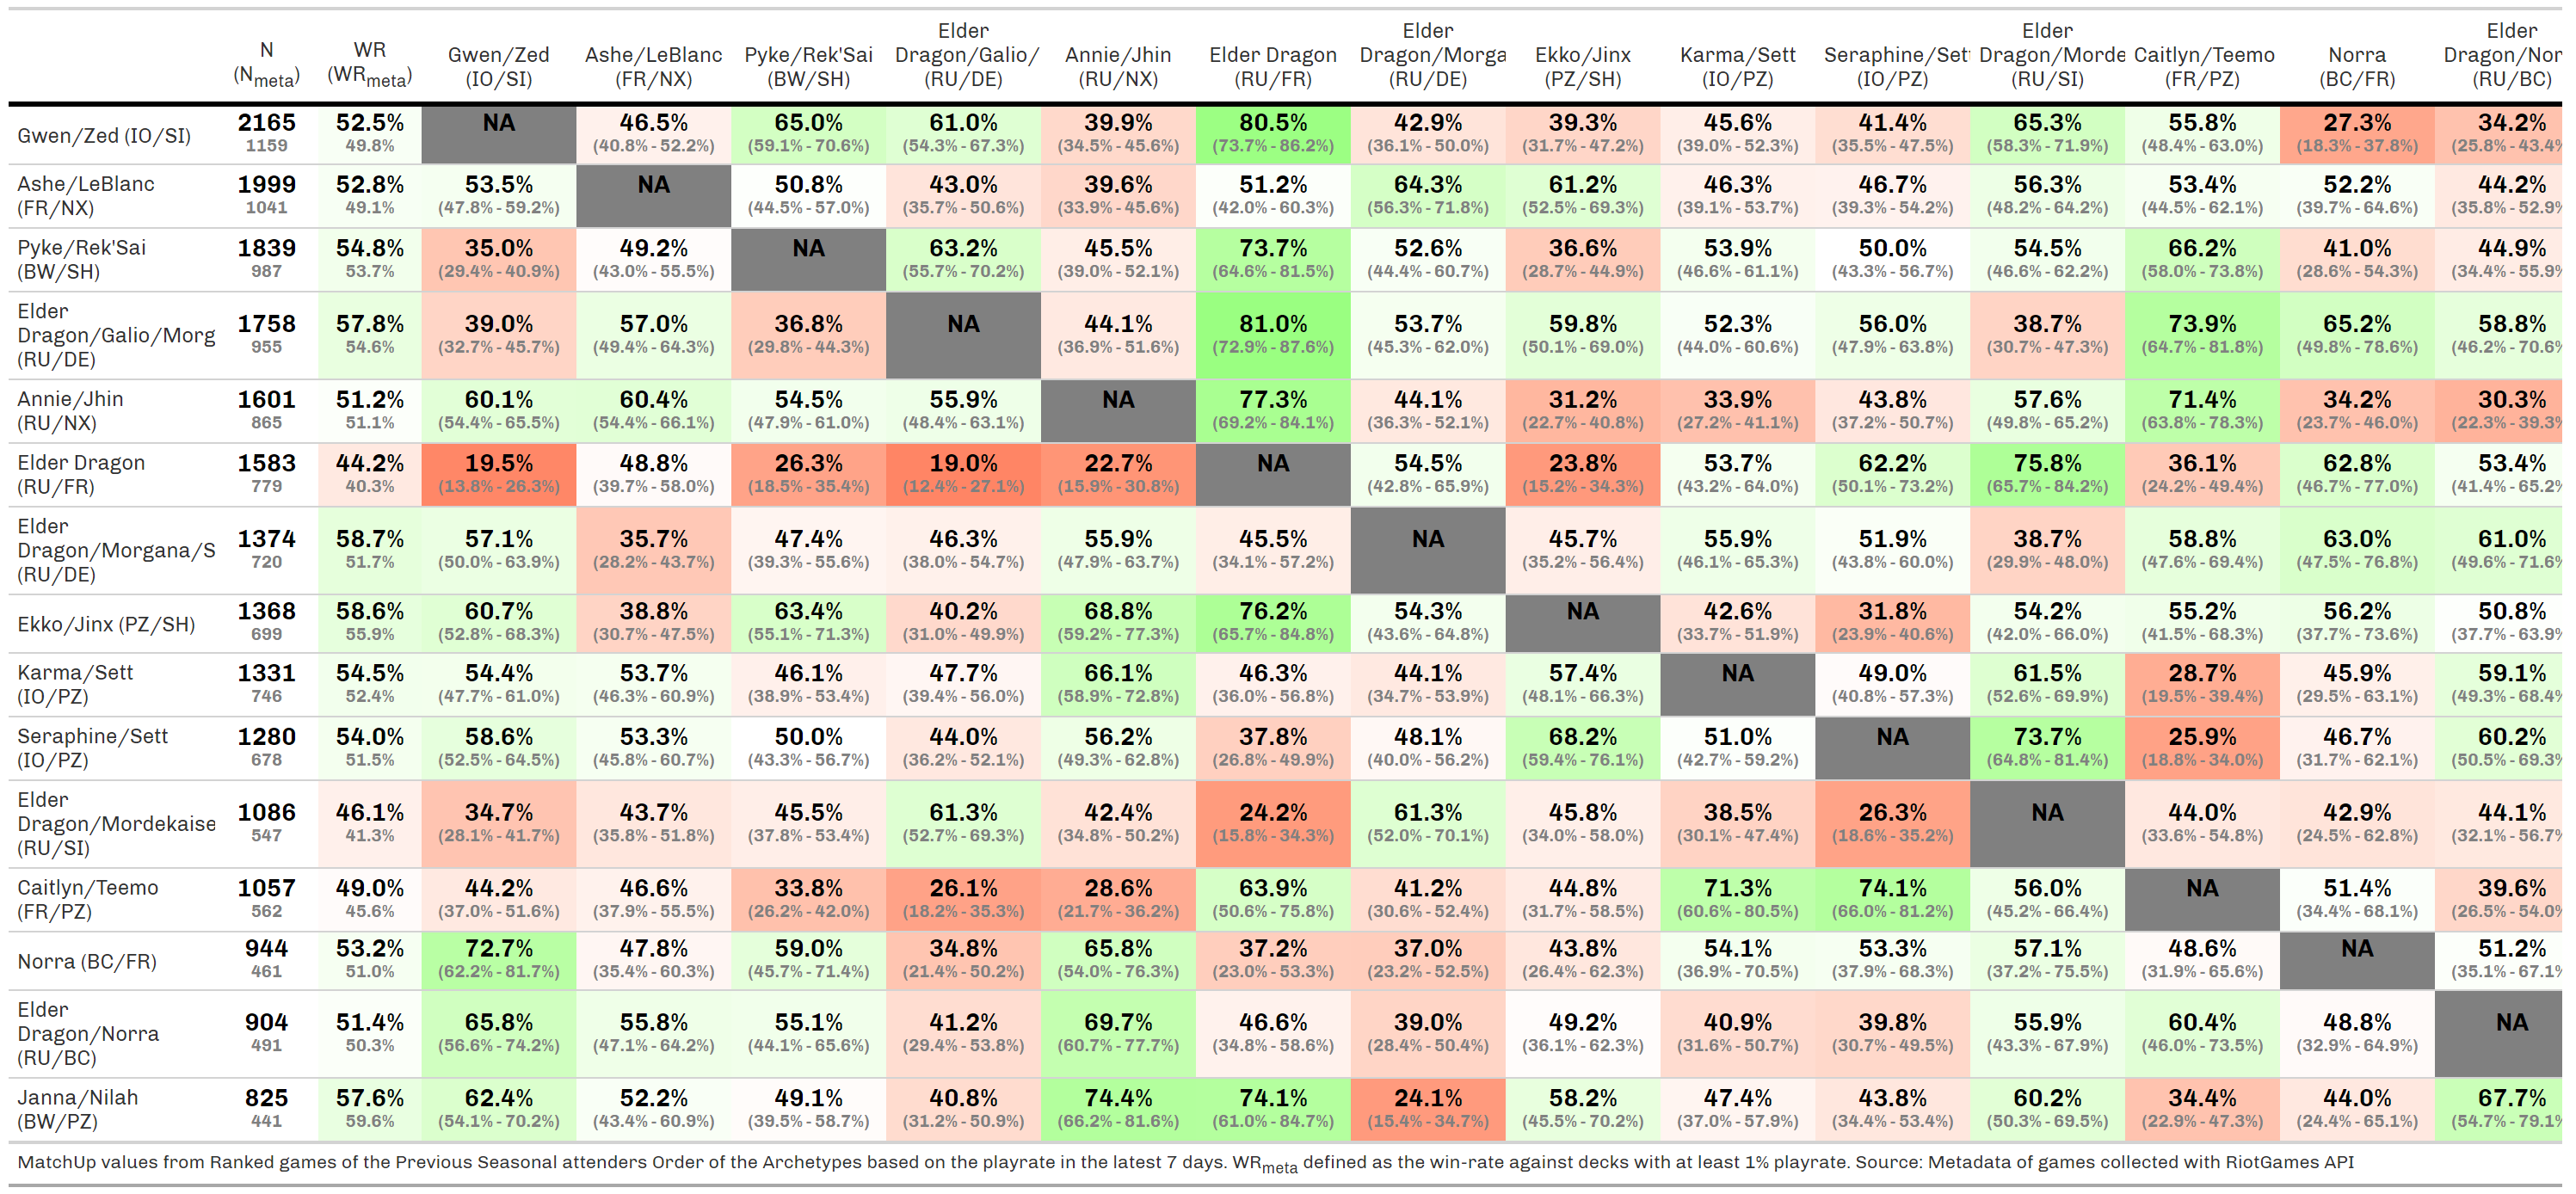 N
(Nmeta)
WR
(WRmeta)
Gwen/Zed
(IO/SI)
Ashe/LeBlanc
(FR/NX)
Pyke/Rek'Sai
(BW/SH)
Elder
Dragon/Galio/
(RU/DE)
Annie/Jhin
(RU/NX)
Elder Dragon
(RU/FR)
Elder
Dragon/Morga
(RU/DE)
Ekko/Jinx
(PZ/SH)
Karma/Sett
(IO/PZ)
Seraphine/Sett
(IO/PZ)
Elder
Dragon/Morde
(RU/SI)
Caitlyn/Teemo
(FR/PZ)
Norra
(BC/FR)
Elder
Dragon/Nor
(RU/BC)
Gwen/Zed (IO/SI)
2165 52.5% NA 46.5% 65.0% 61.0% 39.9% 80.5% 42.9% 39.3% 45.6% 41.4% 65.3% 55.8% 27.3% 34.2%
1159 49.8% (40.8% - 52.2%) (59.1% - 70.6%) (54.3% - 67.3%) (34.5% - 45.6%) (73.7% - 86.2%) (36.1% - 50.0%) (31.7% - 47.2%) (39.0% - 52.3%) (35.5% - 47.5%) (58.3% - 71.9%) (48.4% - 63.0%) (18.3% - 37.8%) (25.8% - 43.4%
Ashe/LeBlanc
(FR/NX)
1999 52.8% 53.5% NA 50.8% 43.0% 39.6% 51.2% 64.3% 61.2% 46.3% 46.7% 56.3% 53.4% 52.2% 44.2%
1041 49.1% (47.8% - 59.2%) (44.5% - 57.0%) (35.7% - 50.6%) (33.9% - 45.6%) (42.0% - 60.3%) (56.3% - 71.8%) (52.5% - 69.3%) (39.1% - 53.7%) (39.3% - 54.2%) (48.2% - 64.2%) (44.5% - 62.1%) (39.7% - 64.6%) (35.8% - 52.9%
Pyke/Rek'Sai
(BW/SH)
1839 54.8% 35.0% 49.2% NA 63.2% 45.5% 73.7% 52.6% 36.6% 53.9% 50.0% 54.5% 66.2% 41.0% 44.9%
987 53.7% (29.4% - 40.9%) (43.0% - 55.5%) (55.7% - 70.2%) (39.0% - 52.1%) (64.6% - 81.5%) (44.4% - 60.7%) (28.7% - 44.9%) (46.6% - 61.1%) (43.3% - 56.7%) (46.6% - 62.2%) (58.0% - 73.8%) (28.6% - 54.3%) (34.4% - 55.9%
Elder
Dragon/Galio/Morg
(RU/DE)
1758 57.8% 39.0% 57.0% 36.8% NA 44.1% 81.0% 53.7% 59.8% 52.3% 56.0% 38.7% 73.9% 65.2% 58.8%
955 54.6% (32.7% - 45.7%) (49.4% - 64.3%) (29.8% - 44.3%) (36.9% - 51.6%) (72.9% - 87.6%) (45.3% - 62.0%) (50.1% - 69.0%) (44.0% - 60.6%) (47.9% - 63.8%) (30.7% - 47.3%) (64.7% - 81.8%) (49.8% - 78.6%) (46.2% - 70.6%
Annie/Jhin
(RU/NX)
1601 51.2% 60.1% 60.4% 54.5% 55.9% NA 77.3% 44.1% 31.2% 33.9% 43.8% 57.6% 71.4% 34.2% 30.3%
865 51.1% (54.4% - 65.5%) (54.4% - 66.1%) (47.9% - 61.0%) (48.4% - 63.1%) (69.2% - 84.1%) (36.3% - 52.1%) (22.7% - 40.8%) (27.2% - 41.1%) (37.2% - 50.7%) (49.8% - 65.2%) (63.8% - 78.3%) (23.7% - 46.0%) (22.3% - 39.3%
Elder Dragon
(RU/FR)
1583 44.2% 19.5% 48.8% 26.3% 19.0% 22.7% NA 54.5% 23.8% 53.7% 62.2% 75.8% 36.1% 62.8% 53.4%
779 40.3% (13.8% - 26.3%) (39.7% - 58.0%) (18.5% - 35.4%) (12.4% - 27.1%) (15.9% - 30.8%) (42.8% - 65.9%) (15.2% - 34.3%) (43.2% - 64.0%) (50.1% - 73.2%) (65.7% - 84.2%) (24.2% - 49.4%) (46.7% - 77.0%) (41.4% - 65.2%
Elder
Dragon/Morgana/S
(RU/DE)
1374 58.7% 57.1% 35.7% 47.4% 46.3% 55.9% 45.5% NA 45.7% 55.9% 51.9% 38.7% 58.8% 63.0% 61.0%
720 51.7% (50.0% - 63.9%) (28.2% - 43.7%) (39.3% - 55.6%) (38.0% - 54.7%) (47.9% - 63.7%) (34.1% - 57.2%) (35.2% - 56.4%) (46.1% - 65.3%) (43.8% - 60.0%) (29.9% - 48.0%) (47.6% - 69.4%) (47.5% - 76.8%) (49.6% - 71.6%
Ekko/Jinx (PZ/SH)
1368 58.6% 60.7% 38.8% 63.4% 40.2% 68.8% 76.2% 54.3% NA 42.6% 31.8% 54.2% 55.2% 56.2% 50.8%
699 55.9% (52.8% - 68.3%) (30.7% - 47.5%) (55.1% - 71.3%) (31.0% - 49.9%) (59.2% - 77.3%) (65.7% - 84.8%) (43.6% - 64.8%) (33.7% - 51.9%) (23.9% - 40.6%) (42.0% - 66.0%) (41.5% - 68.3%) (37.7% - 73.6%) (37.7% - 63.9%
Karma/Sett
(IO/PZ)
1331 54.5% 54.4% 53.7% 46.1% 47.7% 66.1% 46.3% 44.1% 57.4% NA 49.0% 61.5% 28.7% 45.9% 59.1%
746 52.4% (47.7% - 61.0%) (46.3% - 60.9%) (38.9% - 53.4%) (39.4% - 56.0%) (58.9% - 72.8%) (36.0% - 56.8%) (34.7% - 53.9%) (48.1% - 66.3%) (40.8% - 57.3%) (52.6% - 69.9%) (19.5% - 39.4%) (29.5% - 63.1%) (49.3% - 68.4%
Seraphine/Sett
(IO/PZ)
1280 54.0% 58.6% 53.3% 50.0% 44.0% 56.2% 37.8% 48.1% 68.2% 51.0% NA 73.7% 25.9% 46.7% 60.2%
678 51.5% (52.5% - 64.5%) (45.8% - 60.7%) (43.3% - 56.7%) (36.2% - 52.1%) (49.3% - 62.8%) (26.8% - 49.9%) (40.0% - 56.2%) (59.4% - 76.1%) (42.7% - 59.2%) (64.8% - 81.4%) (18.8% - 34.0%) (31.7% - 62.1%) (50.5% - 69.3%
Elder
Dragon/Mordekaise
(RU/SI)
1086 46.1% 34.7% 43.7% 45.5% 61.3% 42.4% 24.2% 61.3% 45.8% 38.5% 26.3% NA 44.0% 42.9% 44.1%
547 41.3% (28.1% - 41.7%) (35.8% - 51.8%) (37.8% - 53.4%) (52.7% - 69.3%) (34.8% - 50.2%) (15.8% - 34.3%) (52.0% - 70.1%) (34.0% - 58.0%) (30.1% - 47.4%) (18.6% - 35.2%) (33.6% - 54.8%) (24.5% - 62.8%) (32.1% - 56.7%
Caitlyn/Teemo
(FR/PZ)
1057 49.0% 44.2% 46.6% 33.8% 26.1% 28.6% 63.9% 41.2% 44.8% 71.3% 74.1% 56.0% NA 51.4% 39.6%
562 45.6% (37.0% - 51.6%) (37.9% - 55.5%) (26.2% - 42.0%) (18.2% - 35.3%) (21.7% - 36.2%) (50.6% - 75.8%) (30.6% - 52.4%) (31.7% - 58.5%) (60.6% - 80.5%) (66.0% - 81.2%) (45.2% - 66.4%) (34.4% - 68.1%) (26.5% - 54.0%
Norra (BC/FR)
944 53.2% 72.7% 47.8% 59.0% 34.8% 65.8% 37.2% 37.0% 43.8% 54.1% 53.3% 57.1% 48.6% NA 51.2%
461 51.0% (62.2% - 81.7%) (35.4% - 60.3%) (45.7% - 71.4%) (21.4% - 50.2%) (54.0% - 76.3%) (23.0% - 53.3%) (23.2% - 52.5%) (26.4% - 62.3%) (36.9% - 70.5%) (37.9% - 68.3%) (37.2% - 75.5%) (31.9% - 65.6%) (35.1% - 67.1%
Elder
Dragon/Norra
(RU/BC)
904 51.4% 65.8% 55.8% 55.1% 41.2% 69.7% 46.6% 39.0% 49.2% 40.9% 39.8% 55.9% 60.4% 48.8% NA
491 50.3% (56.6% - 74.2%) (47.1% - 64.2%) (44.1% - 65.6%) (29.4% - 53.8%) (60.7% - 77.7%) (34.8% - 58.6%) (28.4% - 50.4%) (36.1% - 62.3%) (31.6% - 50.7%) (30.7% - 49.5%) (43.3% - 67.9%) (46.0% - 73.5%) (32.9% - 64.9%)
Janna/Nilah
(BW/PZ)
825 57.6% 62.4% 52.2% 49.1% 40.8% 74.4% 74.1% 24.1% 58.2% 47.4% 43.8% 60.2% 34.4% 44.0% 67.7%
441 59.6% (54.1% - 70.2%) (43.4% - 60.9%) (39.5% - 58.7%) (31.2% - 50.9%) (66.2% - 81.6%) (61.0% - 84.7%) (15.4% - 34.7%) (45.5% - 70.2%) (37.0% - 57.9%) (34.4% - 53.4%) (50.3% - 69.5%) (22.9% - 47.3%) (24.4% - 65.1%) (54.7% - 79.1%
MatchUp values from Ranked games of the Previous Seasonal attenders Order of the Archetypes based on the playrate in the latest 7 days. WRmeta defined as the win-rate against decks with at least 1% playrate. Source: Metadata of games collected with RiotGames API